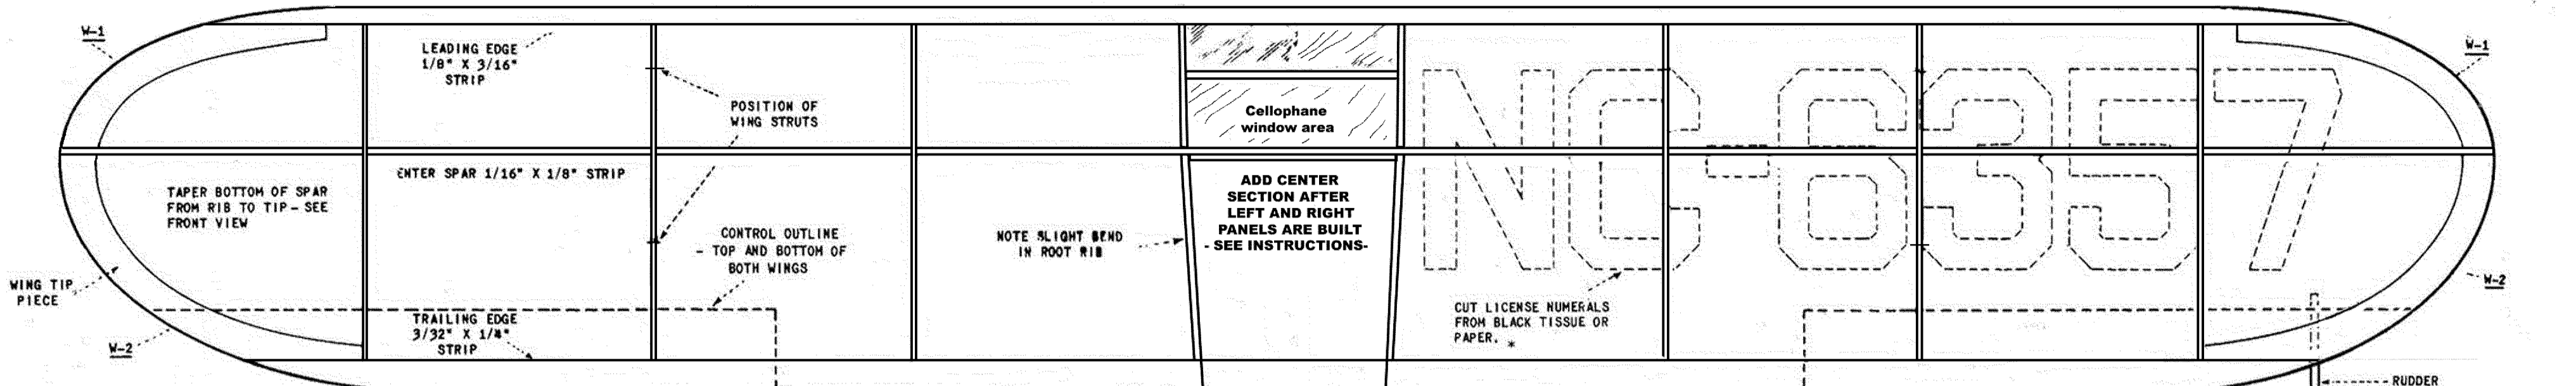 W-1
LEADING EDGE
1/8" X 3/16"
STRIP
POSITION OF
WING STRUTS
ENTER SPAR 1/16" X 1/8" STRIP
TAPER BOTTOM OF SPAR
FROM RIB TO TIP - SEE
FRONT VIEW
WING TIP
PIECE
W-2
CONTROL OUTLINE
- TOP AND BOTTOM OF
BOTH WINGS
TRAILING EDGE
3/32" X 1/4"
STRIP
NOTE SLIGHT BEND
IN ROOT RIB
Cellophane
window area
ADD CENTER
SECTION AFTER
LEFT AND RIGHT
PANELS ARE BUILT
- SEE INSTRUCTIONS-
NC-6357
CUT LICENSE NUMERALS
FROM BLACK TISSUE OR
PAPER. *
W-1
W-2
RUDDER